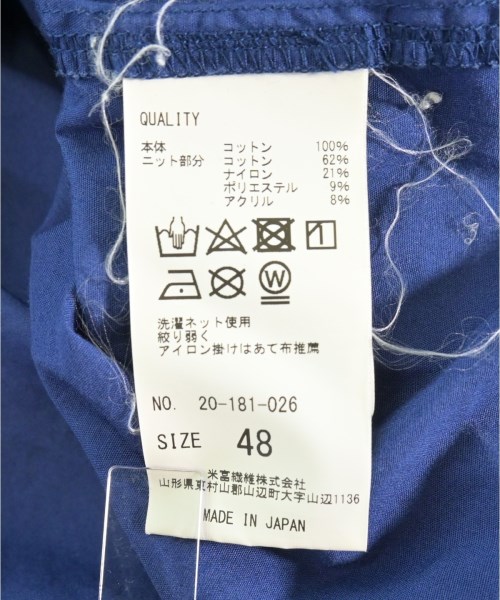 QUALITY
本体 コットン 100%
ニット部分 コットン 62%
ナイロン 21%
ポリエステル 9%
アクリル 8%
1
W
洗濯ネット使用
絞り弱く
アイロン掛けはあて布推薦
NO. 20-181-026
SIZE 48
米富繊維株式会社
山形県東村山郡山辺町大字山辺1136
MADE IN JAPAN